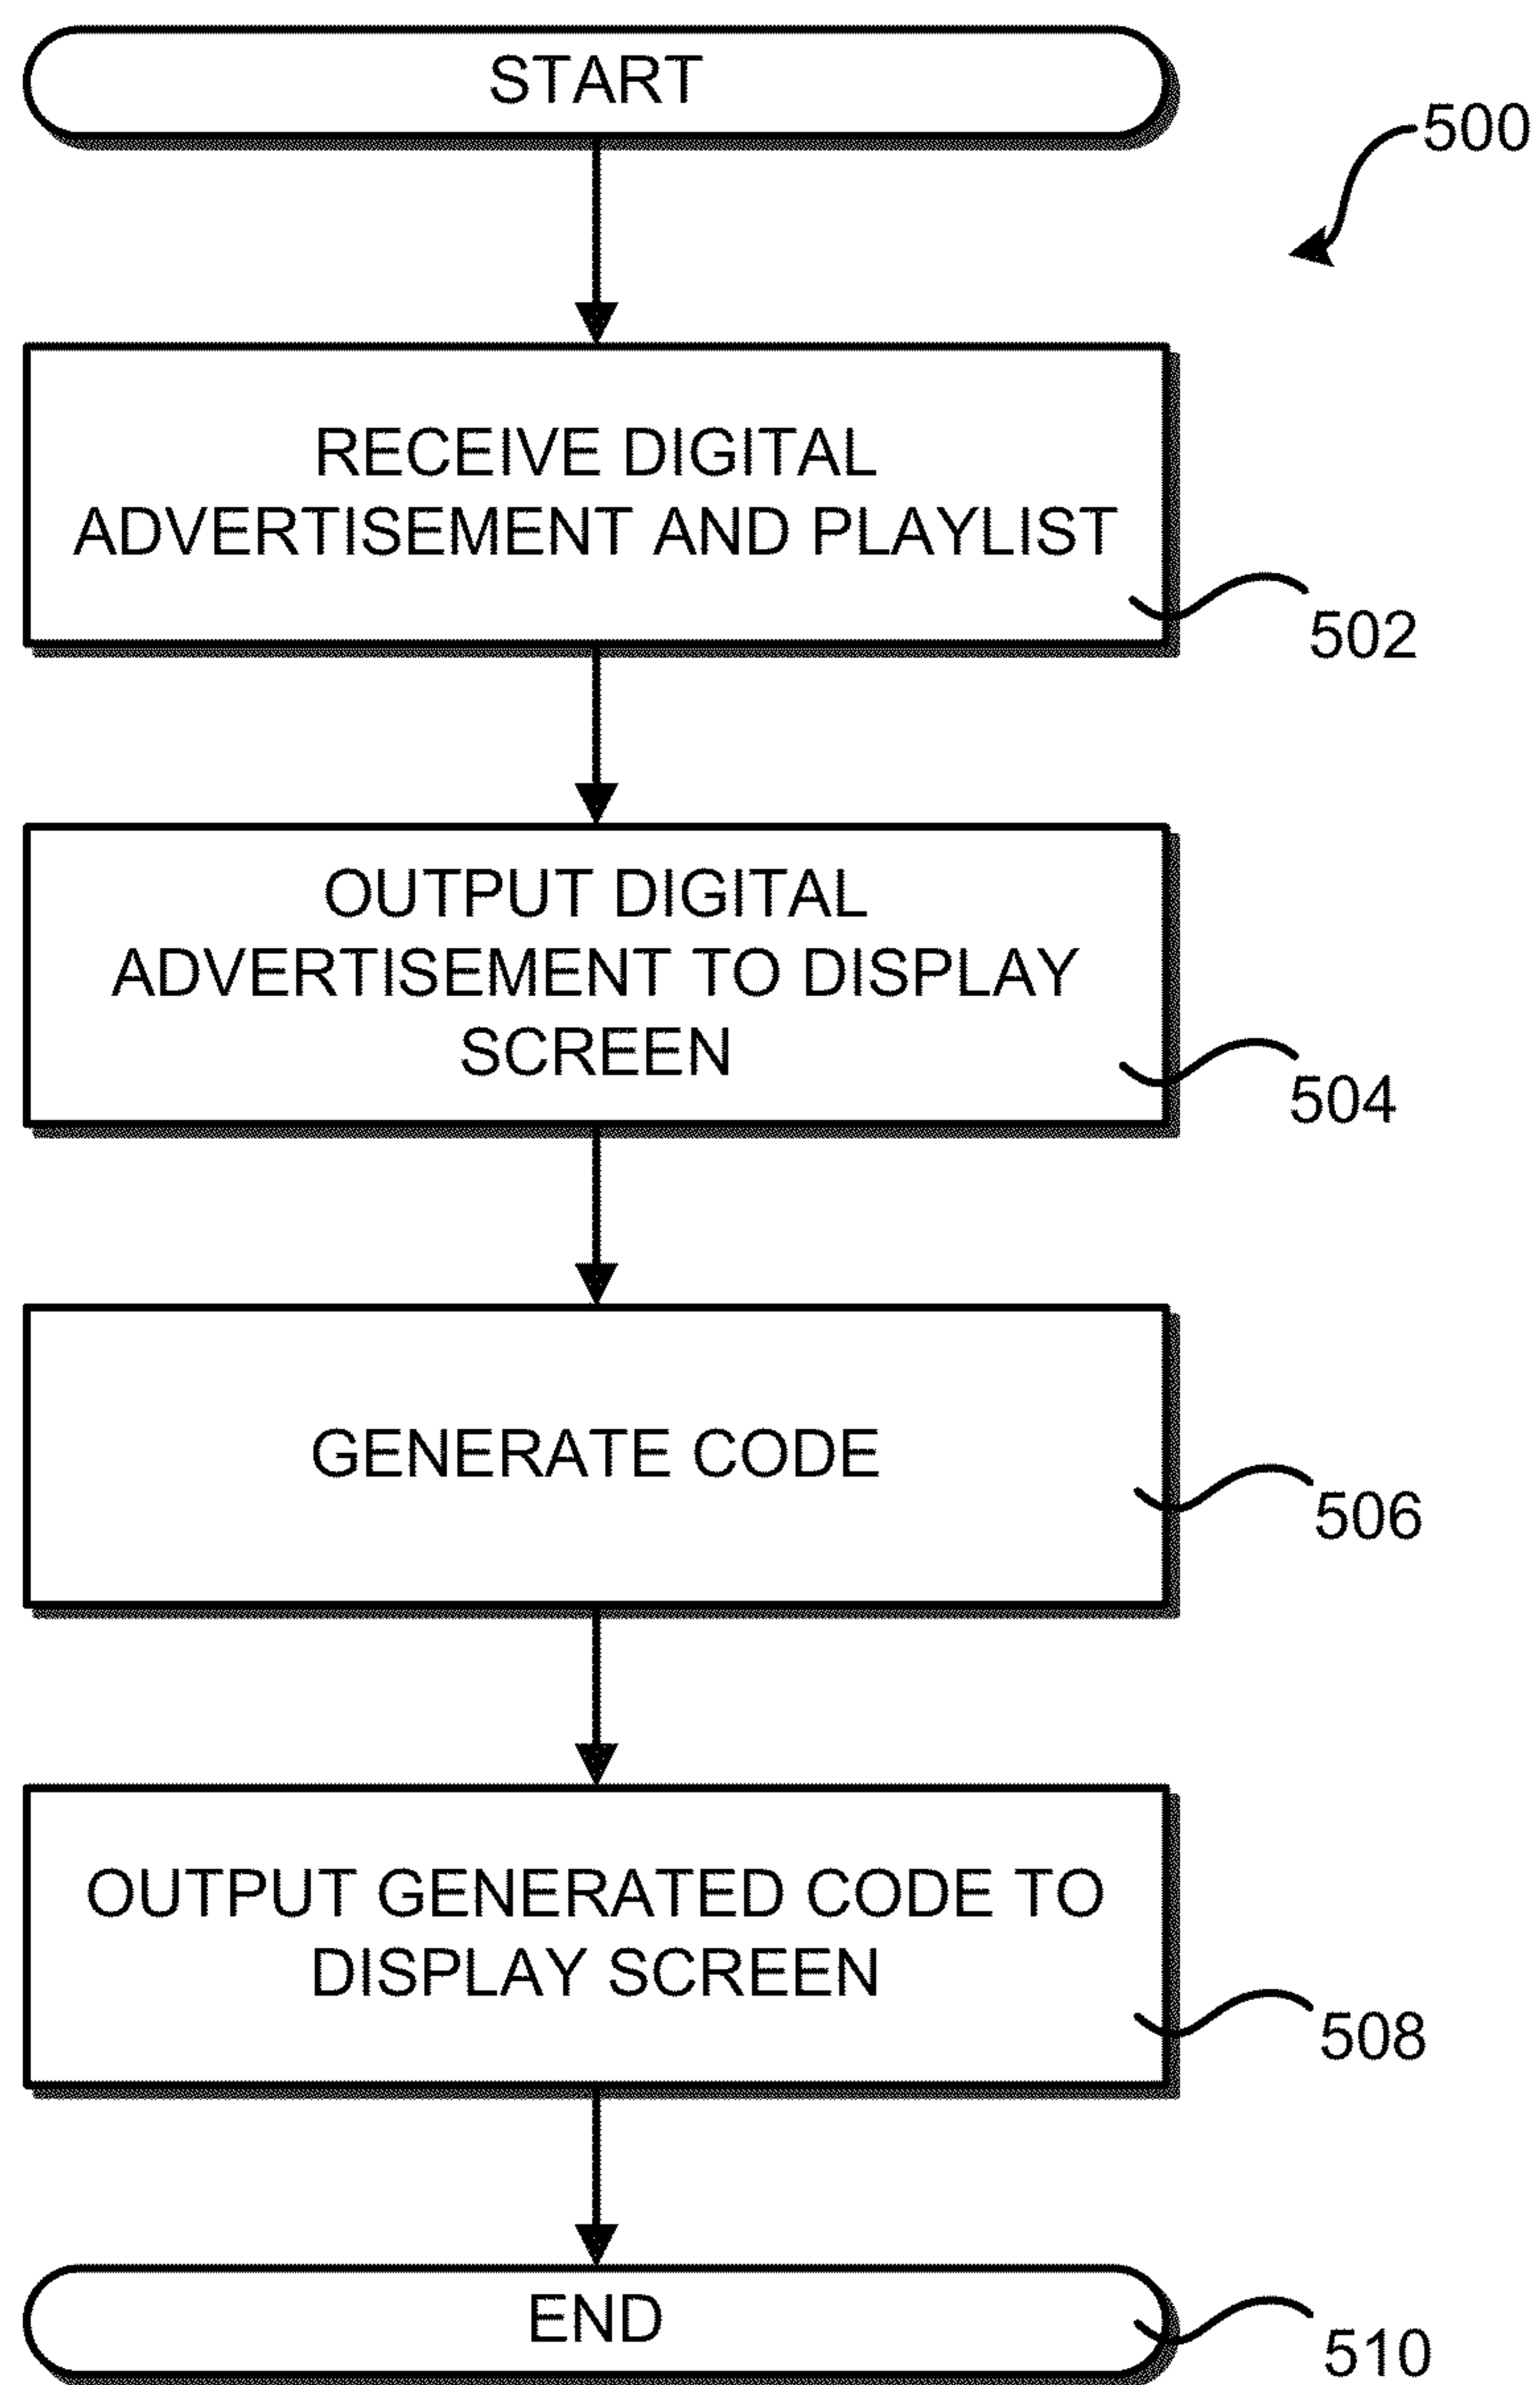 START
500
RECEIVE DIGITAL
ADVERTISEMENT AND PLAYLIST
502
OUTPUT DIGITAL
ADVERTISEMENT TO DISPLAY
SCREEN
504
GENERATE CODE
506
OUTPUT GENERATED CODE TO
DISPLAY SCREEN
508
END
510